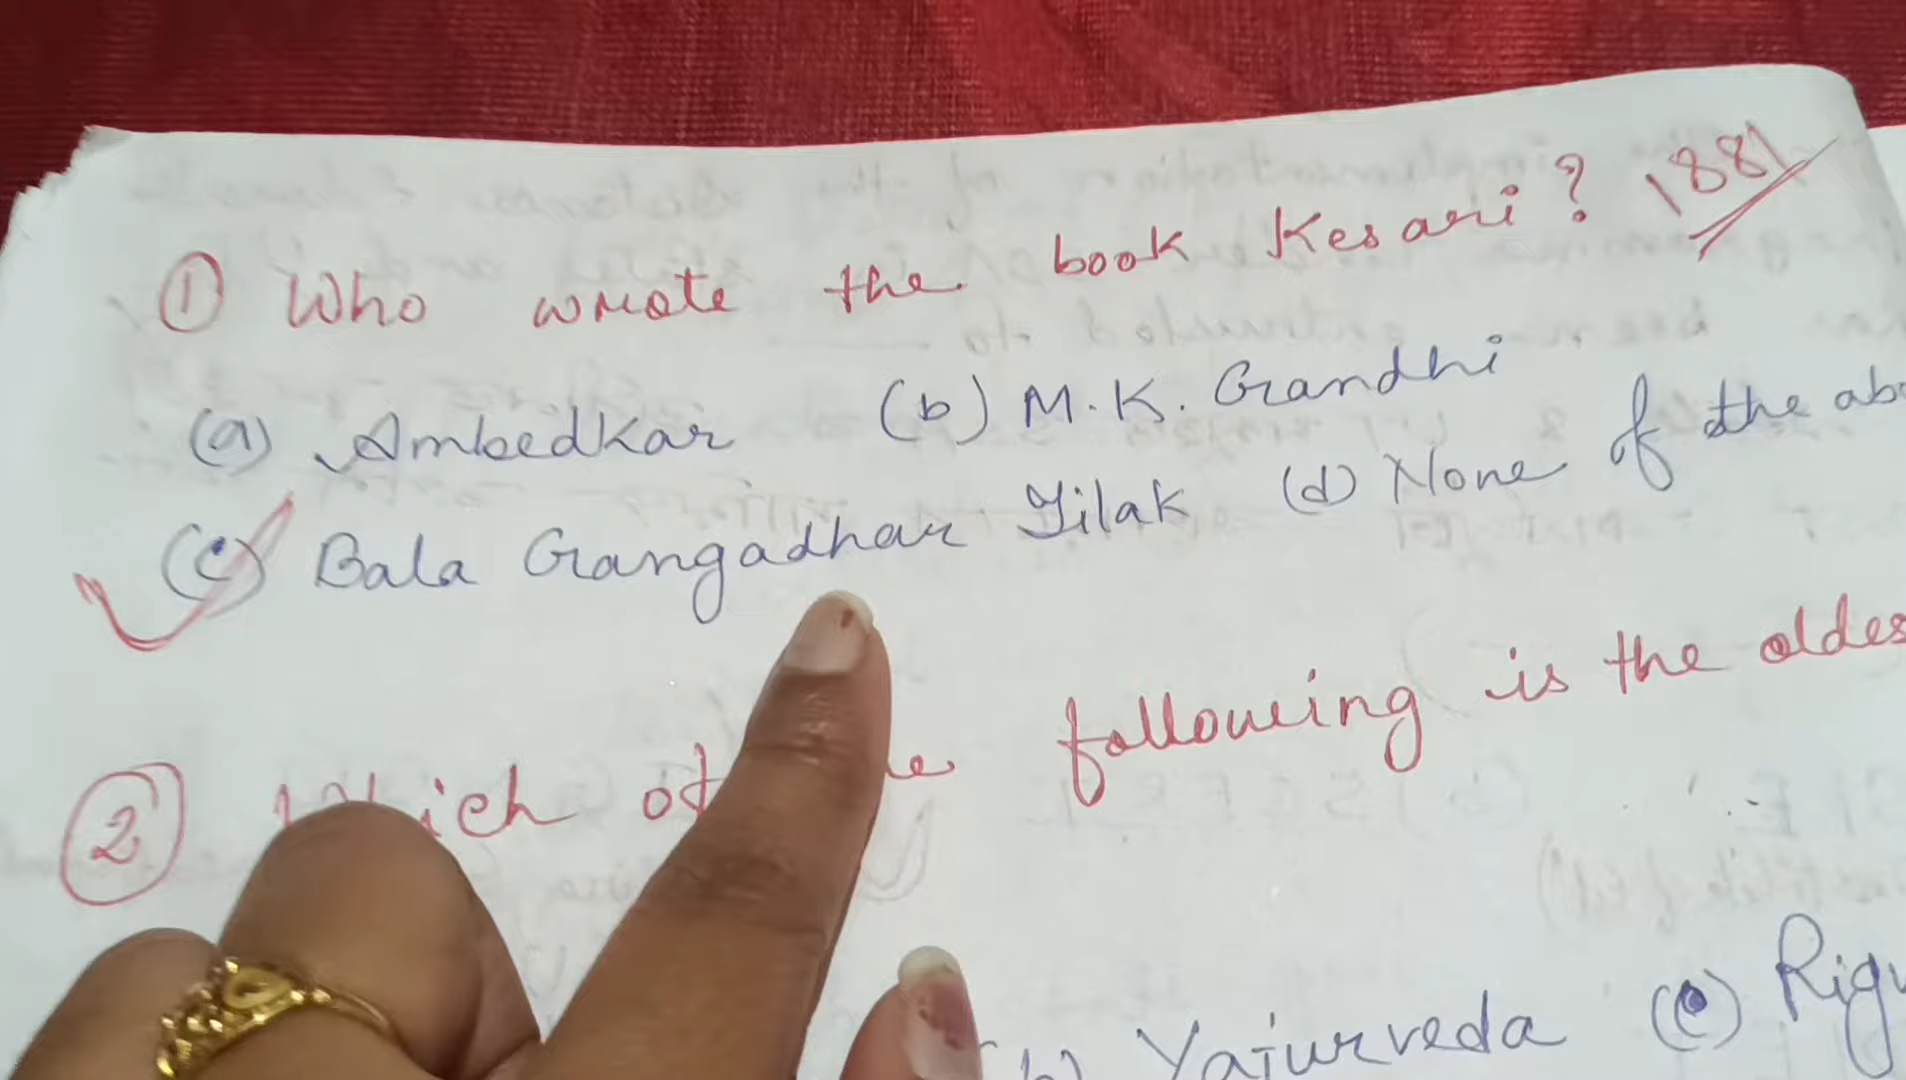 ① Who wrote the book Kesari? 1881
(a) Ambedkar (b) M.K. Gandhi
(c) Bala Gangadhar Tilak (d) None of the
② Which of following is the
(b) Yajurveda (c)